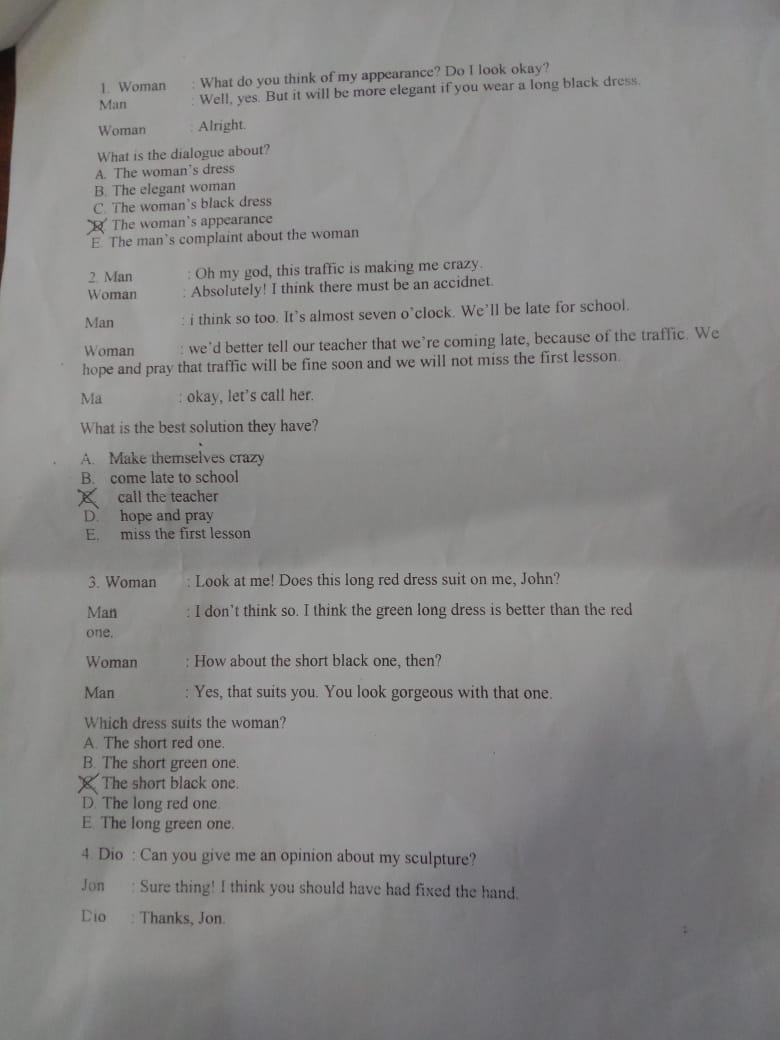 1. Woman : What do you think of my appearance? Do I look okay?
Man : Well, yes. But it will be more elegant if you wear a long black dress.
Woman : Alright.
What is the dialogue about?
A. The woman's dress
B. The elegant woman
C. The woman's black dress
D. The woman's appearance
E. The man's complaint about the woman
2. Man : Oh my god, this traffic is making me crazy.
Woman : Absolutely! I think there must be an accidnet.
Man : i think so too. It's almost seven o'clock. We'll be late for school.
Woman : we'd better tell our teacher that we're coming late, because of the traffic. We
hope and pray that traffic will be fine soon and we will not miss the first lesson.
Ma : okay, let's call her.
What is the best solution they have?
A. Make themselves crazy
B. come late to school
C. call the teacher
D. hope and pray
E. miss the first lesson
3. Woman : Look at me! Does this long red dress suit on me, John?
Man : I don't think so. I think the green long dress is better than the red
one.
Woman : How about the short black one, then?
Man : Yes, that suits you. You look gorgeous with that one.
Which dress suits the woman?
A. The short red one.
B. The short green one.
C. The short black one.
D. The long red one.
E. The long green one.
4. Dio : Can you give me an opinion about my sculpture?
Jon : Sure thing! I think you should have had fixed the hand.
Dio : Thanks, Jon.